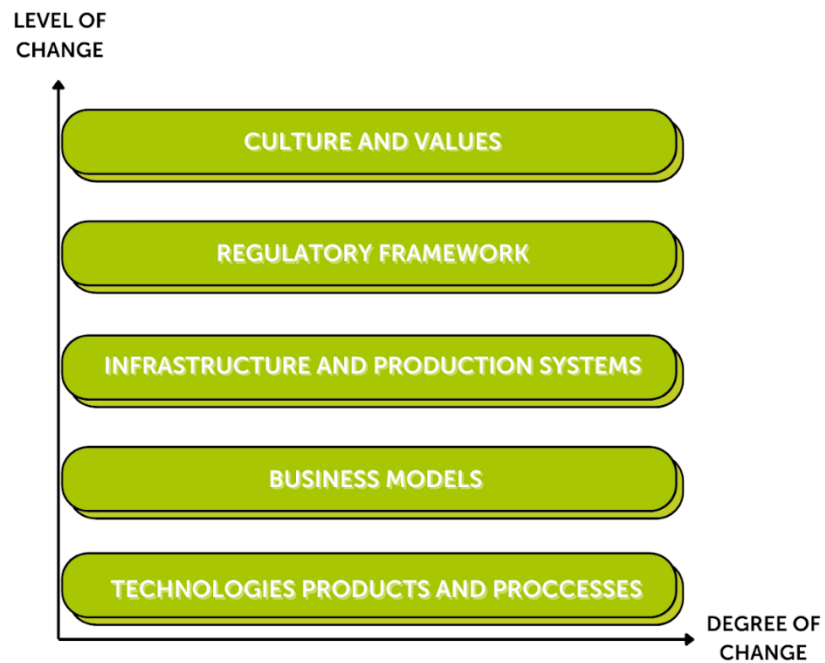 LEVEL OF
CHANGE
CULTURE AND VALUES
REGULATORY FRAMEWORK
INFRASTRUCTURE AND PRODUCTION SYSTEMS
BUSINESS MODELS
TECHNOLOGIES PRODUCTS AND PROCCESSES
DEGREE OF
CHANGE